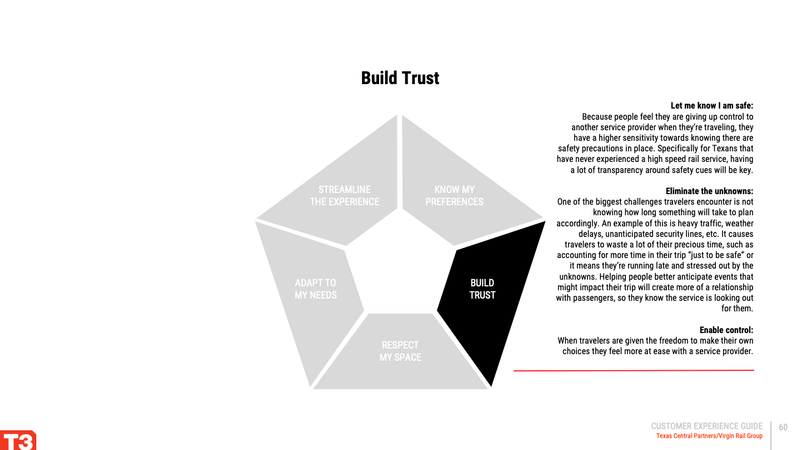 Build Trust
STREAMLINE
THE EXPERIENCE
KNOW MY
PREFERENCES
ADAPT TO
MY NEEDS
BUILD
TRUST
RESPECT
MY SPACE
Let me know I am safe:
Because people feel they are giving up control to
another service provider when they're traveling, they
have a higher sensitivity towards knowing there are
safety precautions in place. Specifically for Texans that
have never experienced a high speed rail service, having
a lot of transparency around safety cues will be key.
Eliminate the unknowns:
One of the biggest challenges travelers encounter is not
knowing how long something will take to plan
accordingly. An example of this is heavy traffic, weather
delays, unanticipated security lines, etc. It causes
travelers to waste a lot of their precious time, such as
accounting for more time in their trip "just to be safe" or
it means they're running late and stressed out by the
unknowns. Helping people better anticipate events that
might impact their trip will create more of a relationship
with passengers, so they know the service is looking out
for them.
Enable control:
When travelers are given the freedom to make their own
choices they feel more at ease with a service provider.
T3
CUSTOMER EXPERIENCE GUIDE
Texas Central Partners/Virgin Rail Group
60